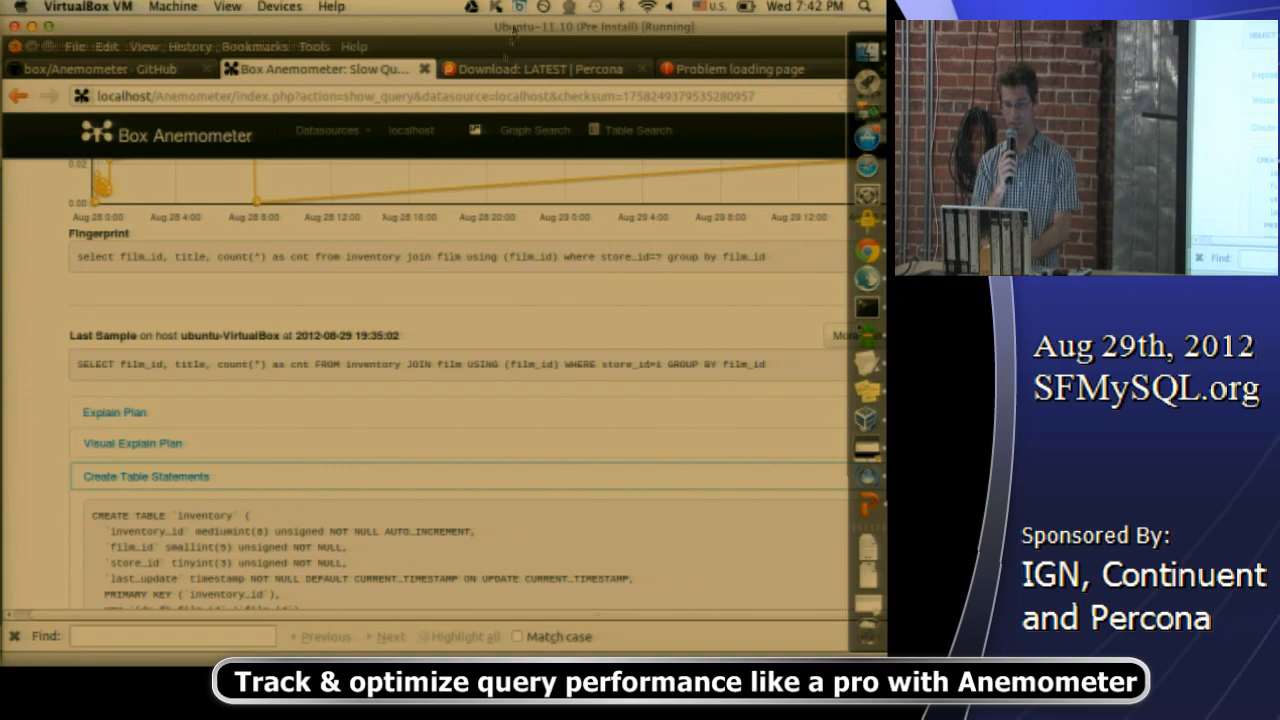 VirtualBox VM Machine View Devices Help
U.S. Wed 7:42 PM
Ubuntu-11.10 (Pre Install) [Running]
File Edit View History Bookmarks Tools Help
box/Anemometer · GitHub
Box Anemometer: Slow Qu...
Download: LATEST | Percona
Problem loading page
localhost/Anemometer/index.php?action=show_query&datasource=localhost&checksum=1758249379535280957
Box Anemometer
Datasources
localhost
Graph Search
Table Search
0.02
0.00
Aug 28 0:00
Aug 28 4:00
Aug 28 8:00
Aug 28 12:00
Aug 28 16:00
Aug 28 20:00
Aug 29 0:00
Aug 29 4:00
Aug 29 8:00
Aug 29 12:00
Fingerprint
select film_id, title, count(*) as cnt from inventory join film using (film_id) where store_id=? group by film_id
Last Sample on host ubuntu-VirtualBox at 2012-08-29 19:35:02
SELECT film_id, title, count(*) as cnt FROM inventory JOIN film USING (film_id) WHERE store_id=1 GROUP BY film_id
Explain Plan
Visual Explain Plan
Create Table Statements
CREATE TABLE `inventory` (
`inventory_id` mediumint(8) unsigned NOT NULL AUTO_INCREMENT,
`film_id` smallint(5) unsigned NOT NULL,
`store_id` tinyint(3) unsigned NOT NULL,
`last_update` timestamp NOT NULL DEFAULT CURRENT_TIMESTAMP ON UPDATE CURRENT_TIMESTAMP,
PRIMARY KEY (`inventory_id`),
Find:
Previous
Next
Highlight all
Match case
Find:
Aug 29th, 2012
SFMySQL.org
Sponsored By:
IGN, Continuent
and Percona
Track & optimize query performance like a pro with Anemometer